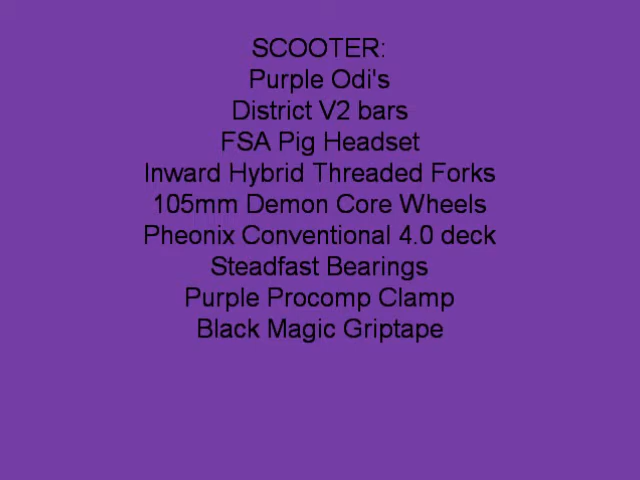 SCOOTER:
Purple Odi's
District V2 bars
FSA Pig Headset
Inward Hybrid Threaded Forks
105mm Demon Core Wheels
Pheonix Conventional 4.0 deck
Steadfast Bearings
Purple Procomp Clamp
Black Magic Griptape